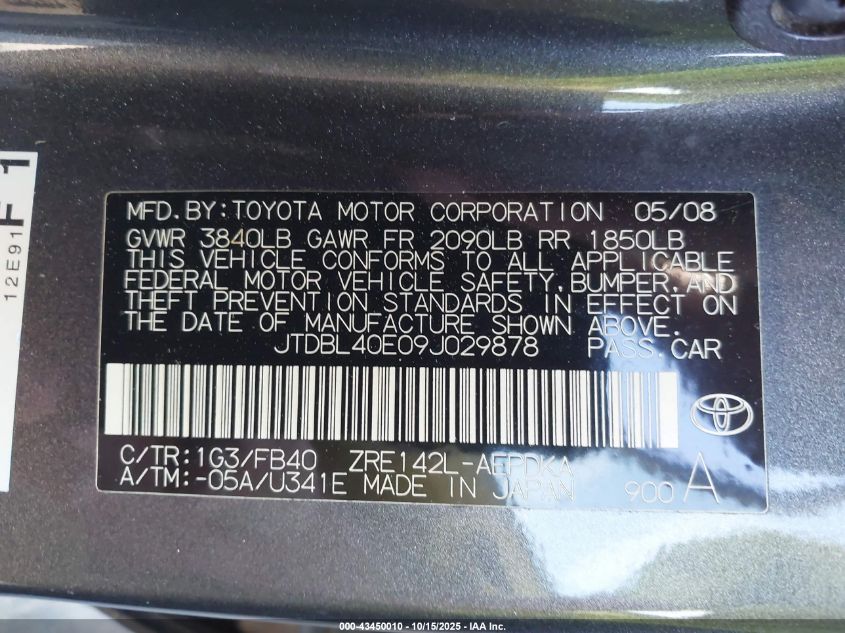 MFD.BY:TOYOTA MOTOR CORPORATION 05/08
GVWR 3840LB GAWR FR 2090LB RR 1850LB
THIS VEHICLE CONFORMS TO ALL APPLICABLE
FEDERAL MOTOR VEHICLE SAFETY,BUMPER,AND
THEFT PREVENTION STANDARDS IN EFFECT ON
THE DATE OF MANUFACTURE SHOWN ABOVE.
JTDBL40E09J029878 PASS.CAR
C/TR:1G3/FB40 ZRE142L-AEPDKA
A/TM:-05A/U341E MADE IN JAPAN 900 A
F 1
12E91
000-43450010 - 10/15/2025 - IAA Inc.